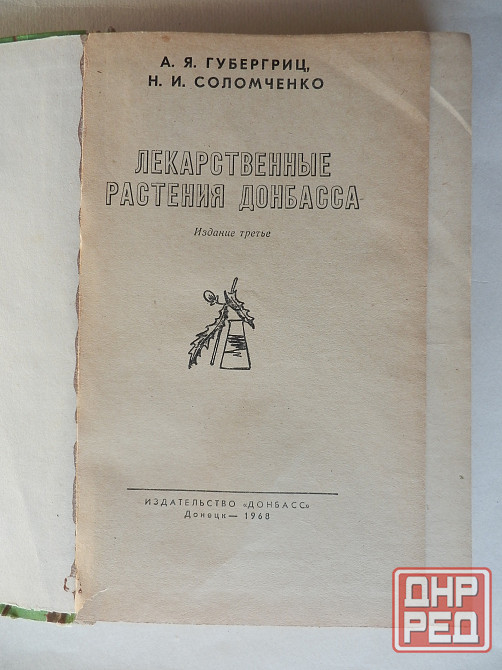 А. Я. ГУБЕРГРИЦ,
Н. И. СОЛОМЧЕНКО
ЛЕКАРСТВЕННЫЕ
РАСТЕНИЯ ДОНБАССА
Издание третье
ИЗДАТЕЛЬСТВО «ДОНБАСС»
Донецк — 1968
ДНР
РЕД